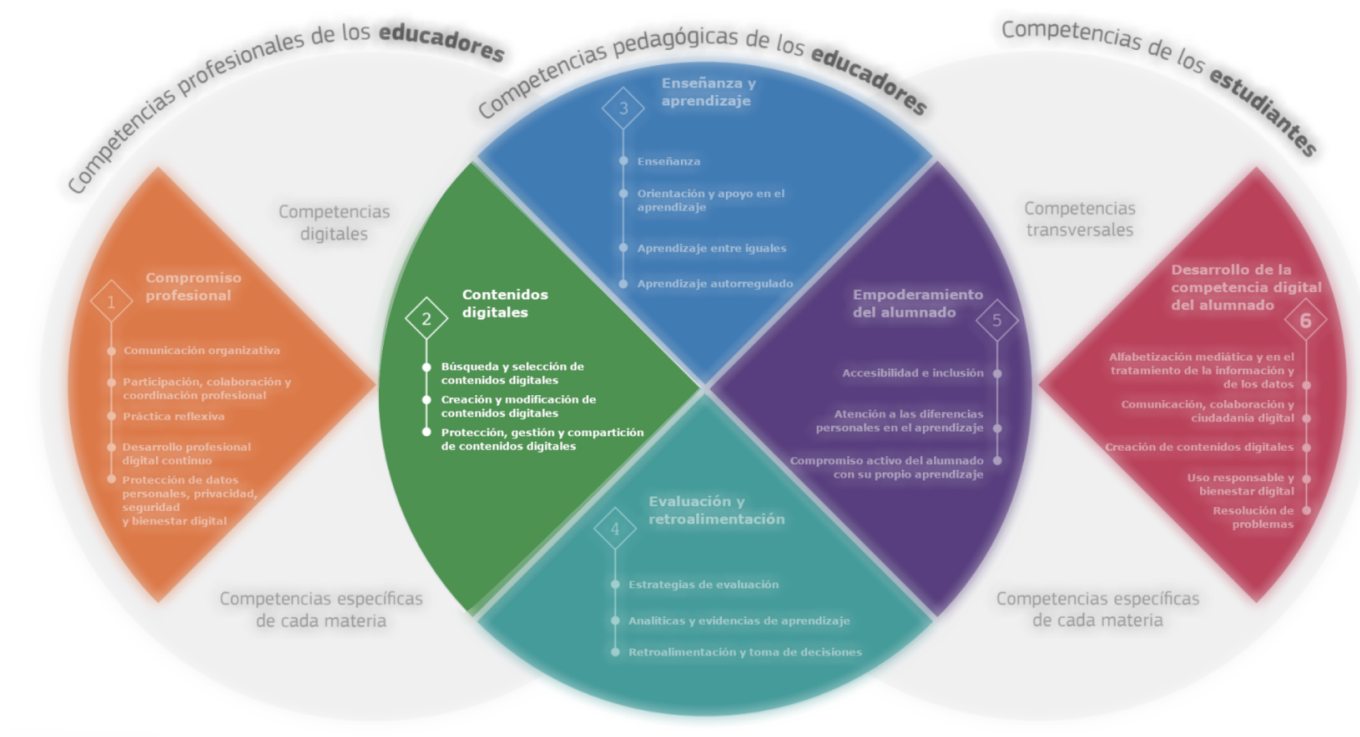 Competencias profesionales de los educadores
Competencias pedagógicas de los educadores
Competencias de los estudiantes
Competencias
digitales
Competencias
transversales
1
Compromiso
profesional
Comunicación organizativa
Participación, colaboración y
coordinación profesional
Práctica reflexiva
Desarrollo profesional
digital continuo
Protección de datos
personales, privacidad,
seguridad
y bienestar digital
2
Contenidos
digitales
Búsqueda y selección de
contenidos digitales
Creación y modificación de
contenidos digitales
Protección, gestión y compartición
de contenidos digitales
3
Enseñanza y
aprendizaje
Enseñanza
Orientación y apoyo en el
aprendizaje
Aprendizaje entre iguales
Aprendizaje autorregulado
4
Evaluación y
retroalimentación
Estrategias de evaluación
Analíticas y evidencias de aprendizaje
Retroalimentación y toma de decisiones
5
Empoderamiento
del alumnado
Accesibilidad e inclusión
Atención a las diferencias
personales en el aprendizaje
Compromiso activo del alumnado
con su propio aprendizaje
6
Desarrollo de la
competencia digital
del alumnado
Alfabetización mediática y en el
tratamiento de la información y
de los datos
Comunicación, colaboración y
ciudadanía digital
Creación de contenidos digitales
Uso responsable y
bienestar digital
Resolución de
problemas
Competencias específicas
de cada materia
Competencias específicas
de cada materia